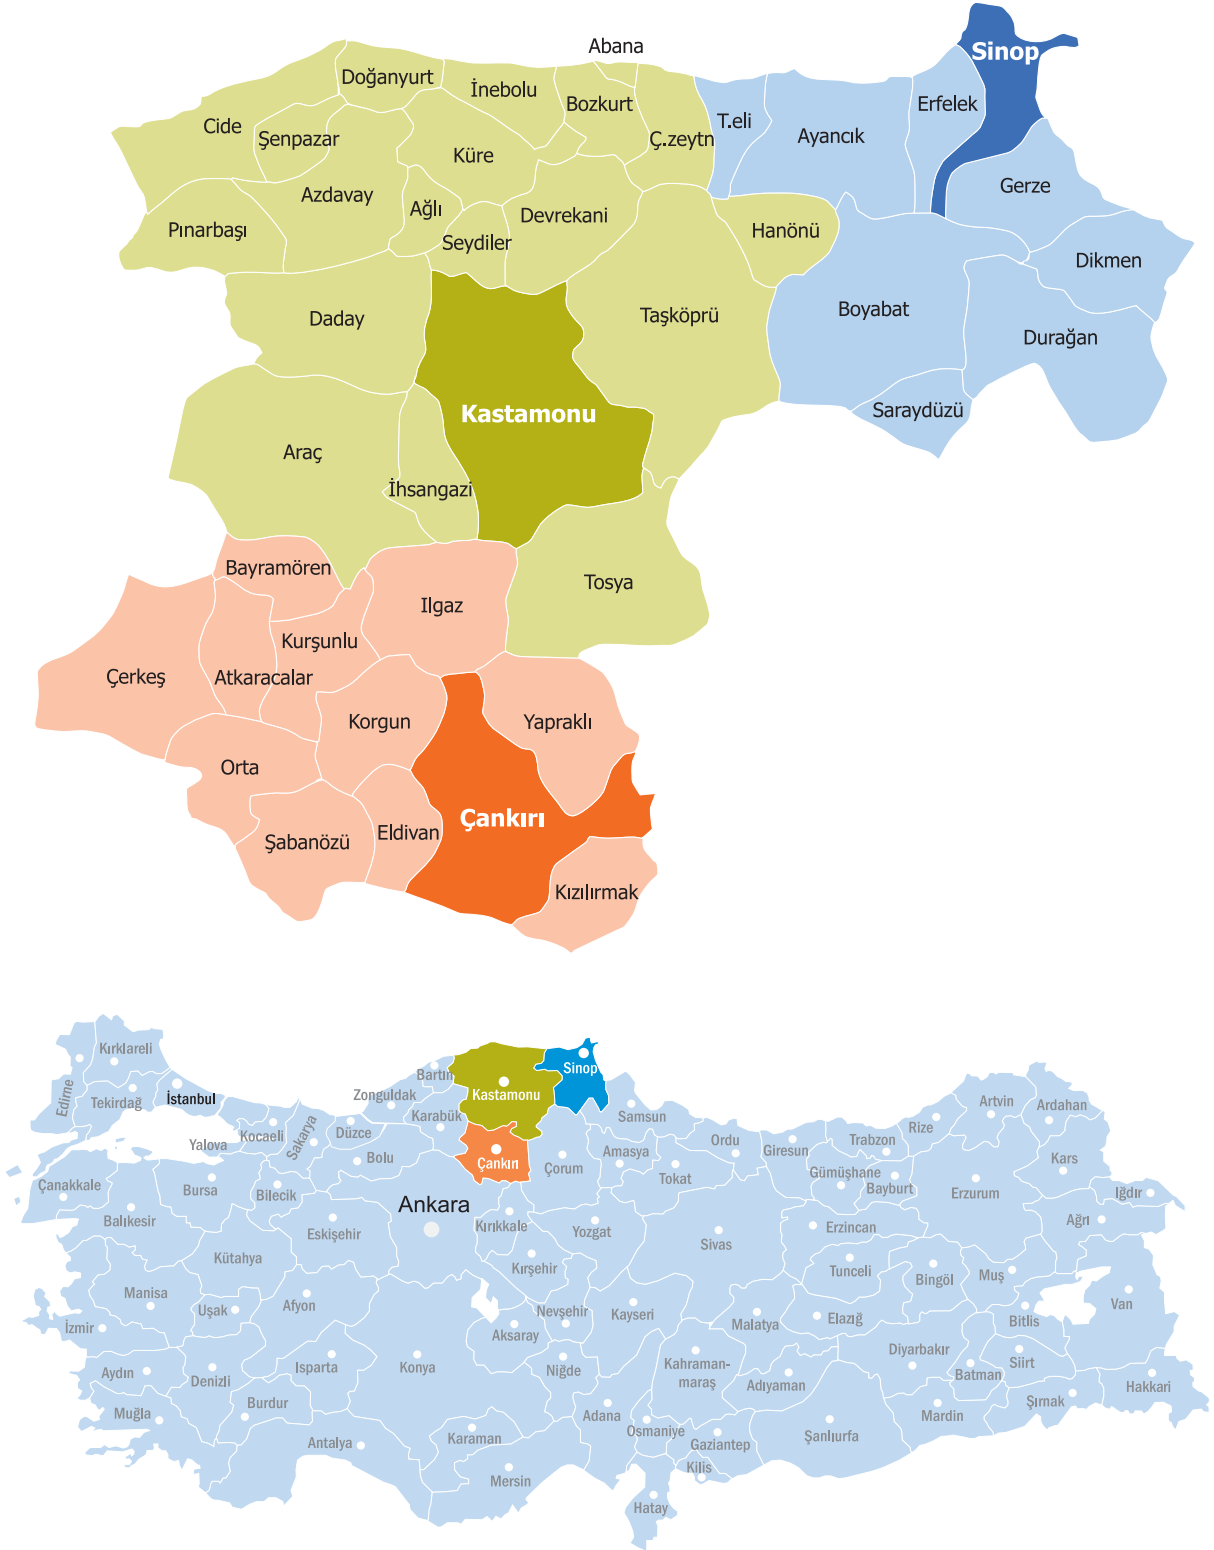 Abana
Sinop
Doğanyurt
İnebolu
Bozkurt
Erfelek
Cide
Şenpazar
T.eli
Ayancık
Ç.zeytn
Küre
Azdavay
Gerze
Ağlı
Devrekani
Pınarbaşı
Seydiler
Hanönü
Dikmen
Daday
Taşköprü
Boyabat
Durağan
Kastamonu
Saraydüzü
Araç
İhsangazi
Bayramören
Tosya
Ilgaz
Kurşunlu
Çerkeş
Atkaracalar
Korgun
Yapraklı
Orta
Çankırı
Şabanözü
Eldivan
Kızılırmak
Kırklareli
Edirne
Tekirdağ
İstanbul
Bartın
Zonguldak
Kastamonu
Sinop
Karabük
Samsun
Artvin
Ardahan
Yalova
Kocaeli
Sakarya
Düzce
Bolu
Çankırı
Çorum
Amasya
Tokat
Ordu
Giresun
Trabzon
Rize
Gümüşhane
Bayburt
Kars
Erzurum
Iğdır
Ağrı
Çanakkale
Balıkesir
Bursa
Bilecik
Eskişehir
Ankara
Kırıkkale
Yozgat
Sivas
Erzincan
Kütahya
Kırşehir
Tunceli
Bingöl
Muş
Van
Manisa
Uşak
Afyon
Nevşehir
Kayseri
Malatya
Elazığ
Bitlis
İzmir
Aksaray
Aydın
Denizli
Isparta
Konya
Niğde
Kahraman-
maraş
Adıyaman
Diyarbakır
Batman
Siirt
Hakkari
Muğla
Burdur
Adana
Osmaniye
Gaziantep
Şanlıurfa
Mardin
Şırnak
Antalya
Karaman
Mersin
Kilis
Hatay